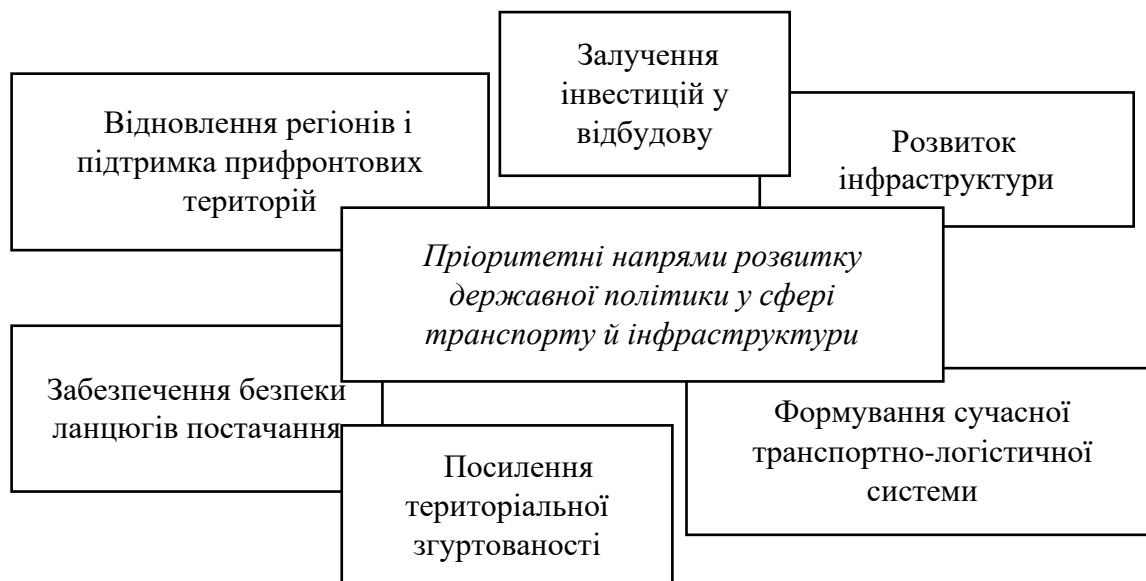 Залучення
інвестицій у
відбудову
Відновлення регіонів і
підтримка прифронтових
територій
Розвиток
інфраструктури
Пріоритетні напрями розвитку
державної політики у сфері
транспорту й інфраструктури
Забезпечення безпеки
ланцюгів постачання
Формування сучасної
транспортно-логістичної
системи
Посилення
територіальної
згуртованості